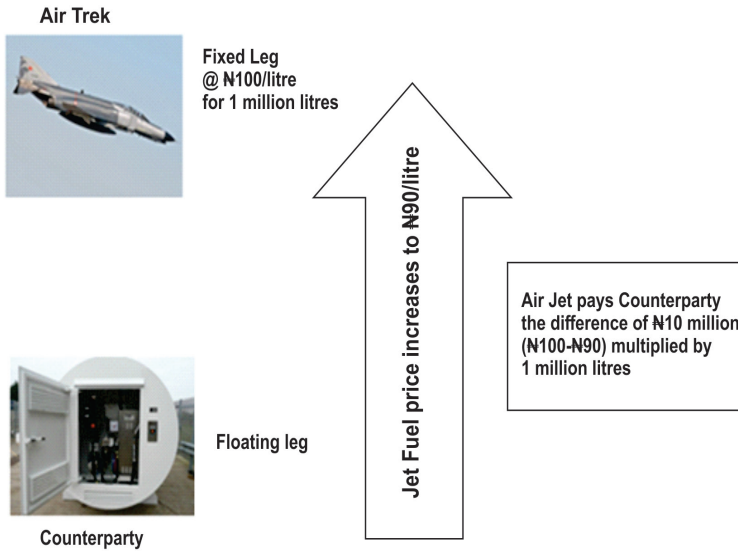 Air Trek
Fixed Leg
@ ₦100/litre
for 1 million litres
Jet Fuel price increases to ₦90/litre
Air Jet pays Counterparty
the difference of ₦10 million
(₦100-₦90) multiplied by
1 million litres
Floating leg
Counterparty